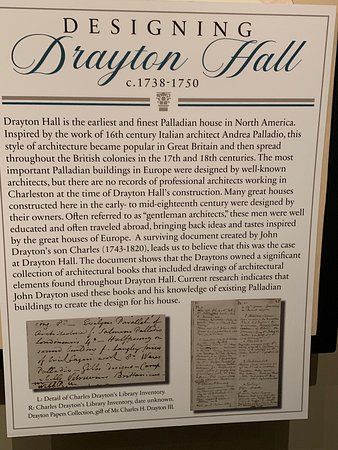 DESIGNING
Drayton Hall
c.1738-1750
Drayton Hall is the earliest and finest Palladian house in North America.
Inspired by the work of 16th century Italian architect Andrea Palladio, this
style of architecture became popular in Great Britain and then spread
throughout the British colonies in the 17th and 18th centuries. The most
important Palladian buildings in Europe were designed by well-known
architects, but there are no records of professional architects working in
Charleston at the time of Drayton Hall's construction. Many great houses
constructed here in the early- to mid-eighteenth century were designed by
their owners. Often referred to as "gentleman architects," these men were well
educated and often traveled abroad, bringing back ideas and tastes inspired
by the great houses of Europe. A surviving document created by John
Drayton's son Charles (1743-1820), leads us to believe that this was the case
at Drayton Hall. The document shows that the Draytons owned a significant
collection of architectural books that included drawings of architectural
elements found throughout Drayton Hall. Current research indicates that
John Drayton used these books and his knowledge of existing Palladian
buildings to create the design for his house.
L: Detail of Charles Drayton's Library Inventory.
R: Charles Drayton's Library Inventory, date unknown.
Drayton Papers Collection, gift of Mr. Charles H. Drayton III.